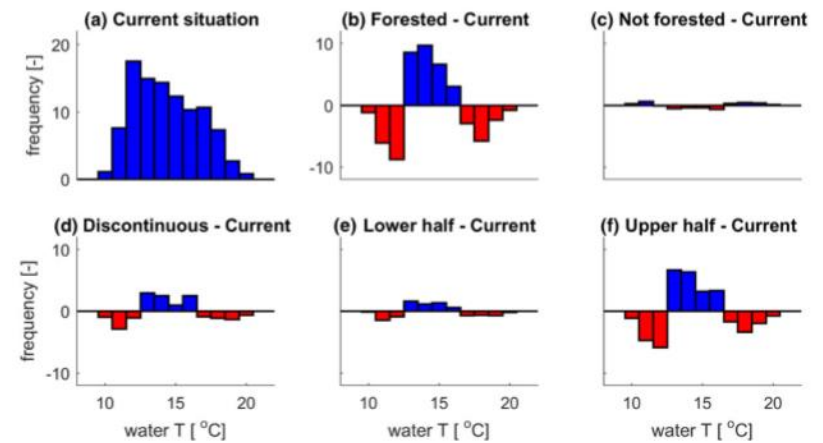 (a) Current situation
(b) Forested - Current
(c) Not forested - Current
frequency [-]
20
10
0
10
0
-10
(d) Discontinuous - Current
(e) Lower half - Current
(f) Upper half - Current
frequency [-]
10
0
-10
10 15 20
10 15 20
10 15 20
water T [ °C]
water T [ °C]
water T [ °C]